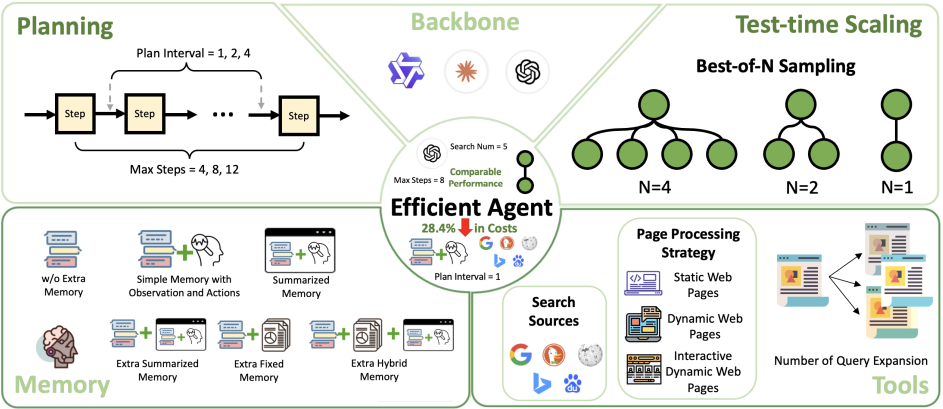 Planning
Plan Interval = 1, 2, 4
Step
Step
Step
Max Steps = 4, 8, 12
Backbone
Test-time Scaling
Best-of-N Sampling
N=4
N=2
N=1
Search Num = 5
Max Steps = 8
Comparable
Performance
Efficient Agent
28.4% in Costs
Plan Interval = 1
w/o Extra
Memory
Simple Memory with
Observation and Actions
Summarized
Memory
Extra Summarized
Memory
Extra Fixed
Memory
Extra Hybrid
Memory
Memory
Search
Sources
Page Processing
Strategy
Static Web
Pages
Dynamic Web
Pages
Interactive
Dynamic Web
Pages
Number of Query Expansion
Tools